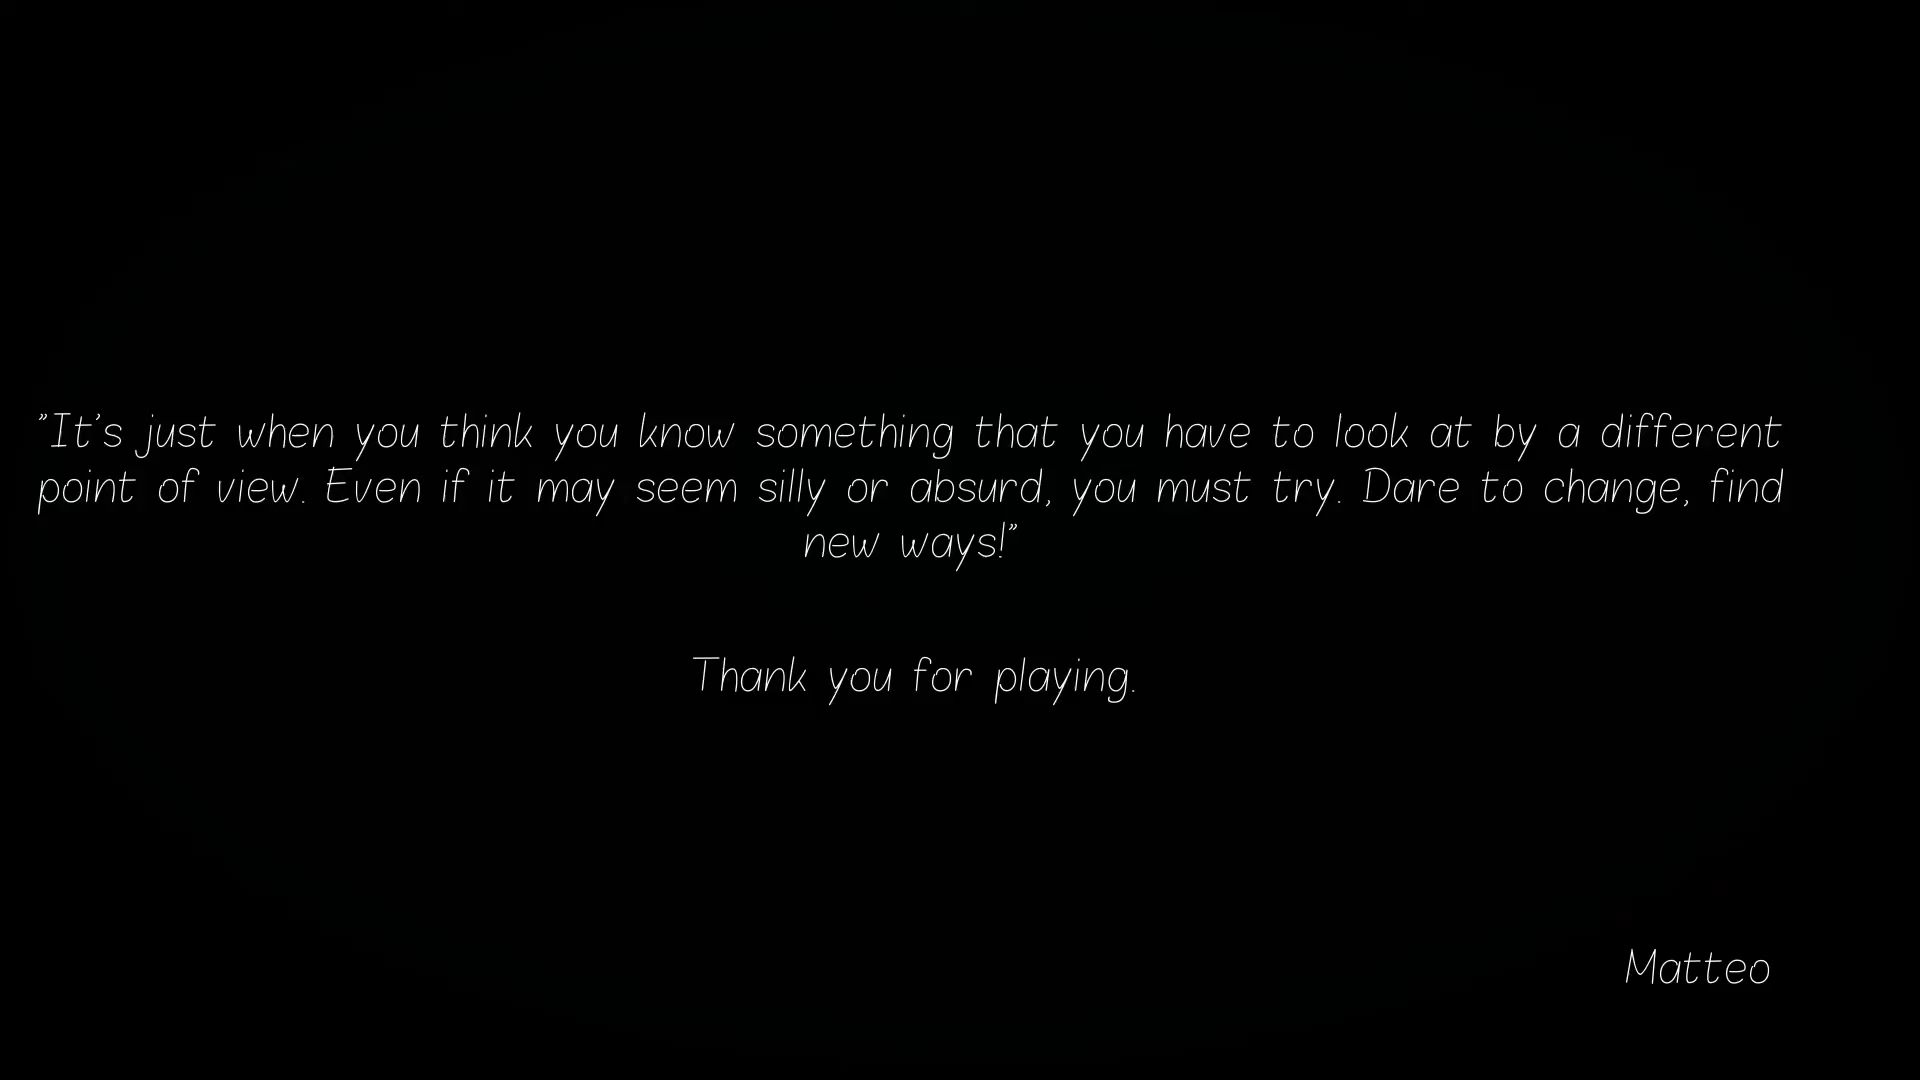 "It's just when you think you know something that you have to look at by a different
point of view. Even if it may seem silly or absurd, you must try. Dare to change, find
new ways!"
Thank you for playing.
Matteo